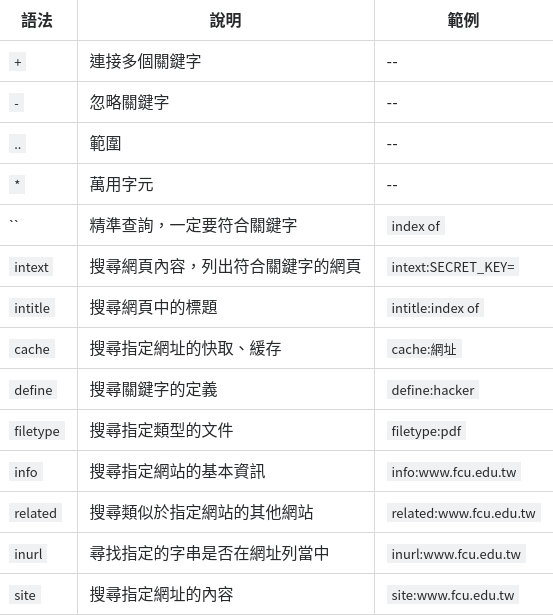 語法 說明 範例
+ 連接多個關鍵字 --
- 忽略關鍵字 --
.. 範圍 --
* 萬用字元 --
`` 精準查詢，一定要符合關鍵字 index of
intext 搜尋網頁內容，列出符合關鍵字的網頁 intext:SECRET_KEY=
intitle 搜尋網頁中的標題 intitle:index of
cache 搜尋指定網址的快取、緩存 cache:網址
define 搜尋關鍵字的定義 define:hacker
filetype 搜尋指定類型的文件 filetype:pdf
info 搜尋指定網站的基本資訊 info:www.fcu.edu.tw
related 搜尋類似於指定網站的其他網站 related:www.fcu.edu.tw
inurl 尋找指定的字串是否在網址列當中 inurl:www.fcu.edu.tw
site 搜尋指定網址的內容 site:www.fcu.edu.tw